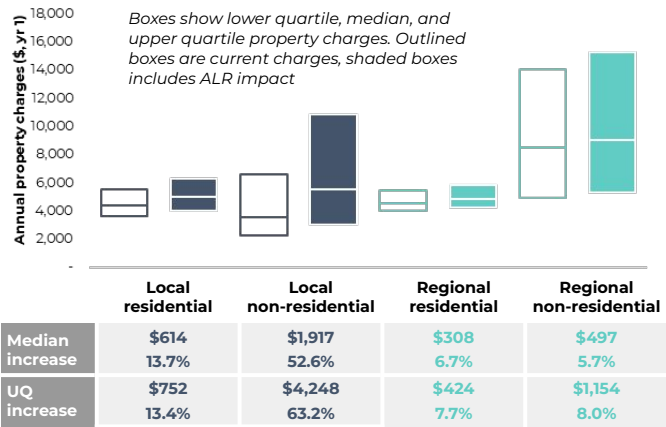 Annual property charges ($, yr 1)
18,000
16,000
14,000
12,000
10,000
8,000
6,000
4,000
2,000
-
Boxes show lower quartile, median, and
upper quartile property charges. Outlined
boxes are current charges, shaded boxes
includes ALR impact
Local residential
Local non-residential
Regional residential
Regional non-residential
Median increase
$614 $1,917 $308 $497
13.7% 52.6% 6.7% 5.7%
UQ increase
$752 $4,248 $424 $1,154
13.4% 63.2% 7.7% 8.0%